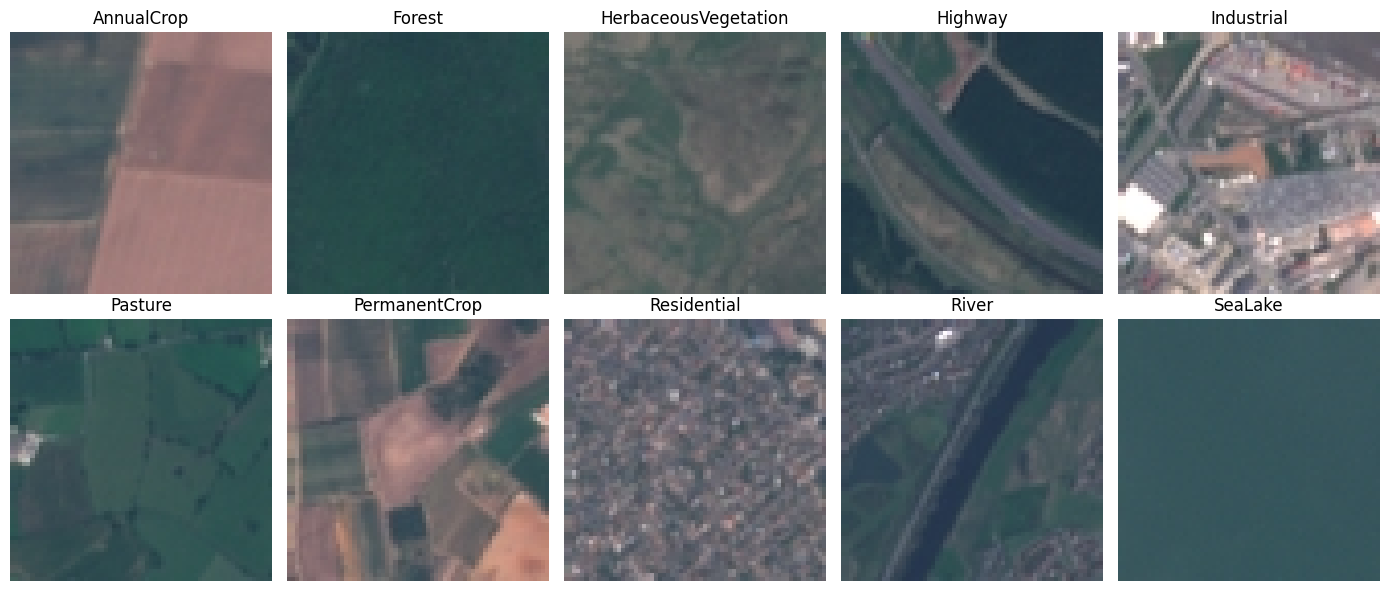 AnnualCrop
Forest
HerbaceousVegetation
Highway
Industrial
Pasture
PermanentCrop
Residential
River
SeaLake